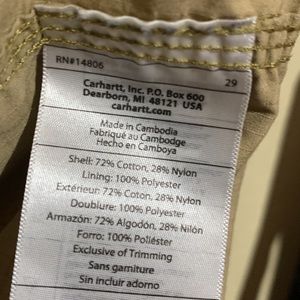 RN#14806 29
Carhartt, Inc. P.O. Box 600
Dearborn, MI 48121 USA
carhartt.com
Made in Cambodia
Fabriqué au Cambodge
Hecho en Camboya
Shell: 72% Cotton, 28% Nylon
Lining: 100% Polyester
Extérieur: 72% Coton, 28% Nylon
Doublure: 100% Polyester
Armazón: 72% Algodón, 28% Nilón
Forro: 100% Poliéster
Exclusive of Trimming
Sans garniture
Sin incluir adorno